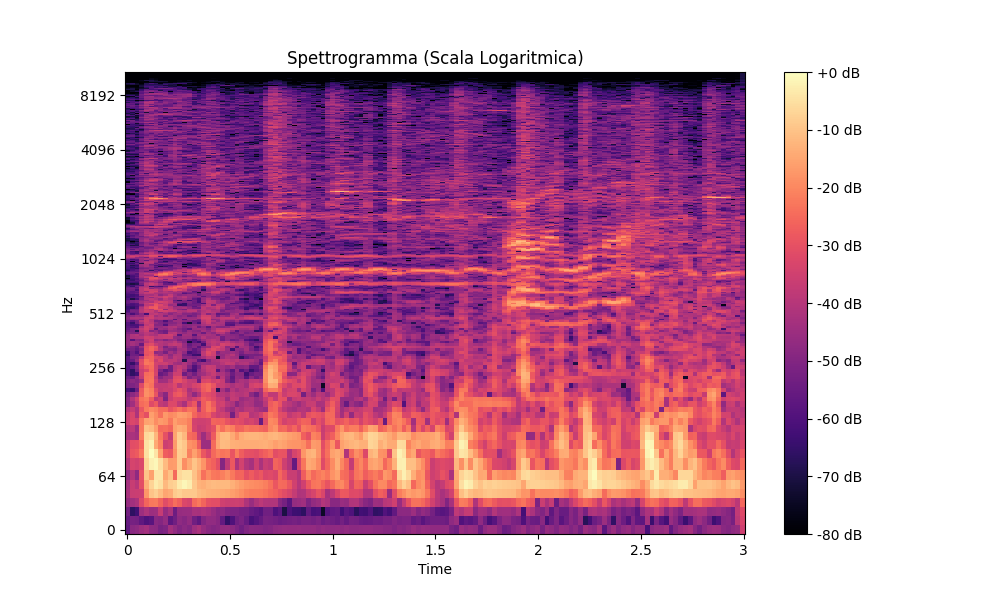 Spettrogramma (Scala Logaritmica)
8192
4096
2048
1024
512
256
128
64
0
Hz
0
0.5
1
1.5
2
2.5
3
Time
+0 dB
-10 dB
-20 dB
-30 dB
-40 dB
-50 dB
-60 dB
-70 dB
-80 dB